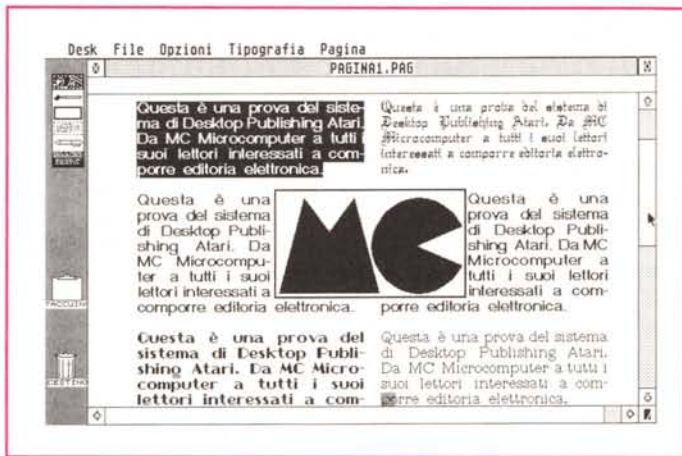 Desk File Opzioni Tipografia Pagina
PAGINA1.PAG
Questa è una prova del siste-
ma di Desktop Publishing Atari.
Da MC Microcomputer a tutti i
suoi lettori interessati a com-
porre editoria elettronica.
Questa è una prova del sistema di
Desktop Publishing Atari. Da MC
Microcomputer a tutti i suoi lettori
interessati a comporre editoria elettro-
nica.
Questa è una
prova del sistema
di Desktop Publi-
shing Atari. Da
MC Microcompu-
ter a tutti i suoi
lettori interessati a
comporre editoria elettronica.
MC
Questa è una
prova del sistema
di Desktop Publi-
shing Atari. Da MC
Microcomputer a
tutti i suoi lettori
interessati a com-
porre editoria elettronica.
Questa è una prova del
sistema di Desktop Publi-
shing Atari. Da MC Micro-
computer a tutti i suoi
lettori interessati a com-
Questa è una prova del sistema
di Desktop Publishing Atari.
Da MC Microcomputer a tutti i
suoi lettori interessati a com-
porre editoria elettronica.
TACCUIN
CESTINO